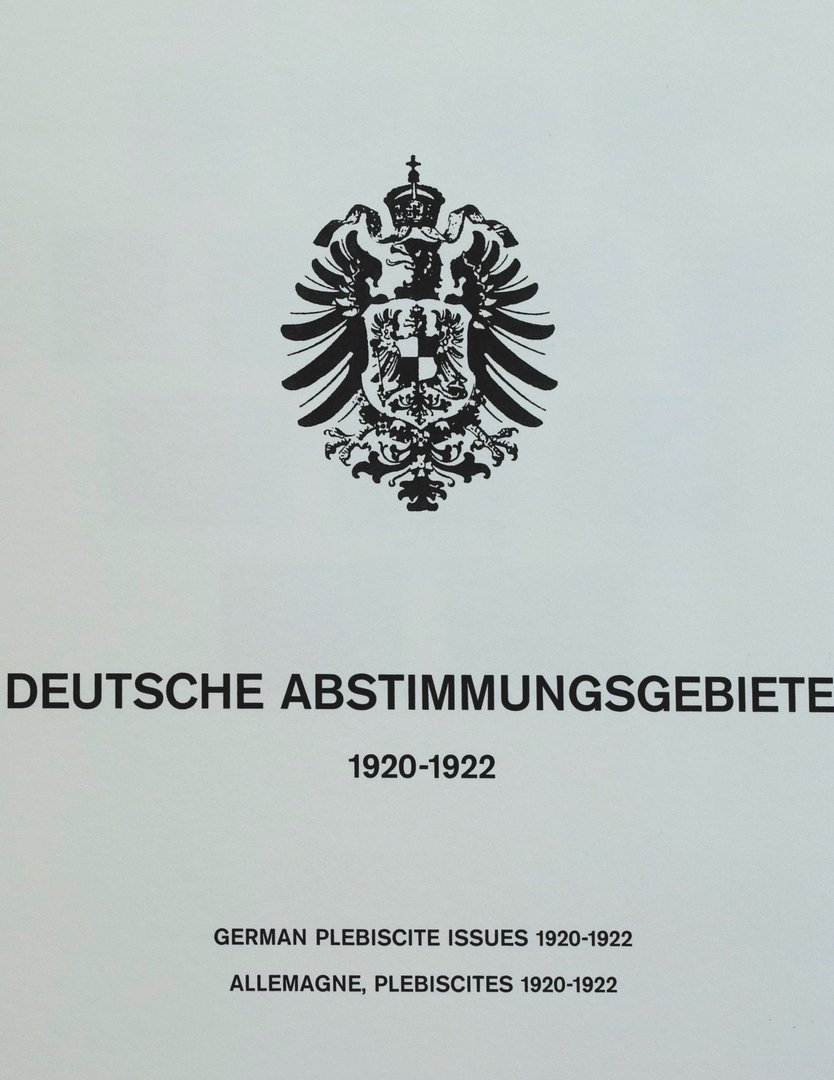 DEUTSCHE ABSTIMMUNGSGEBIETE
1920-1922
GERMAN PLEBISCITE ISSUES 1920-1922
ALLEMAGNE, PLEBISCITES 1920-1922